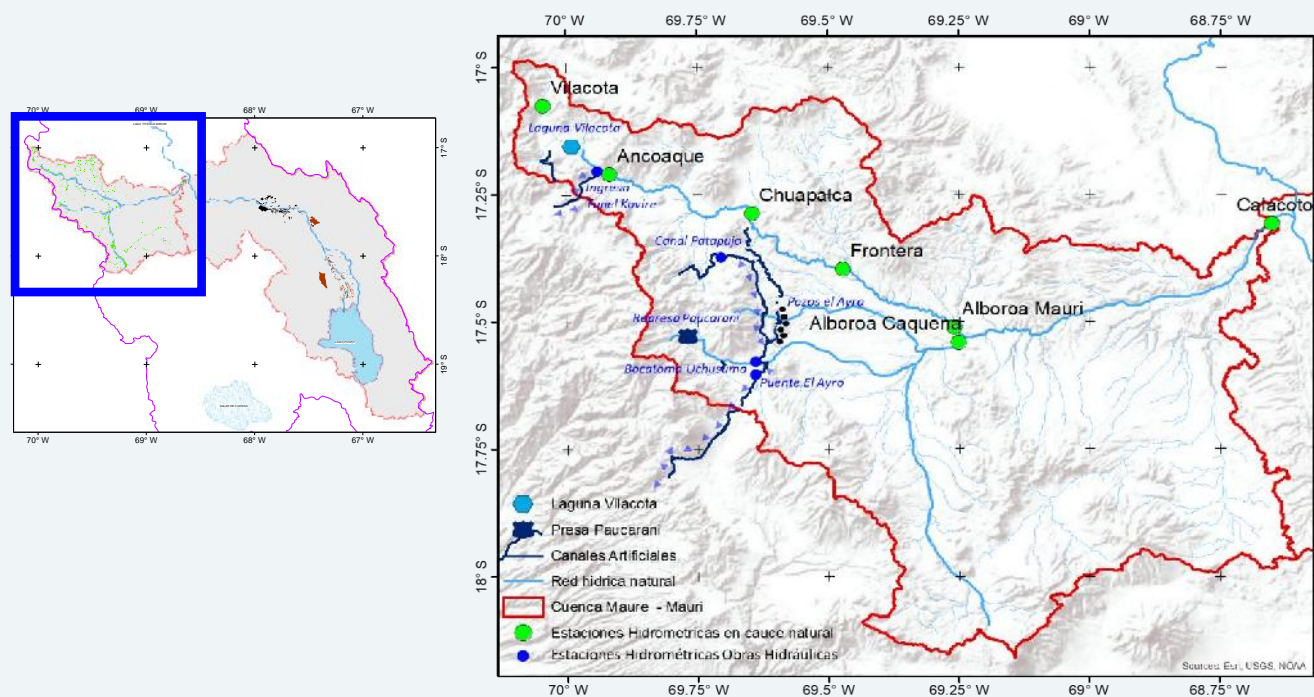 70° W
69° W
68° W
67° W
17° S
18° S
19° S
70° W
69° W
68° W
67° W
70° W
69.75° W
69.5° W
69.25° W
69° W
68.75° W
17° S
17.25° S
17.5° S
17.75° S
18° S
Vilacota
Laguna Vilacota
Ancoaque
Ingresa
Tunel Kovire
Chuapalca
Calacoto
Canal Patapujo
Frontera
Pozos el Ayro
Represa Paucarani
Alboroa Mauri
Alboroa Caquena
Bocatoma Uchusuma
Puente El Ayro
Laguna Vilacota
Presa Paucarani
Canales Artificiales
Red hidrica natural
Cuenca Maure - Mauri
Estaciones Hidrometricas en cauce natural
Estaciones Hidrométricas Obras Hidráulicas
Sources: Esri, USGS, NOAA
70° W
69.75° W
69.5° W
69.25° W
69° W
68.75° W